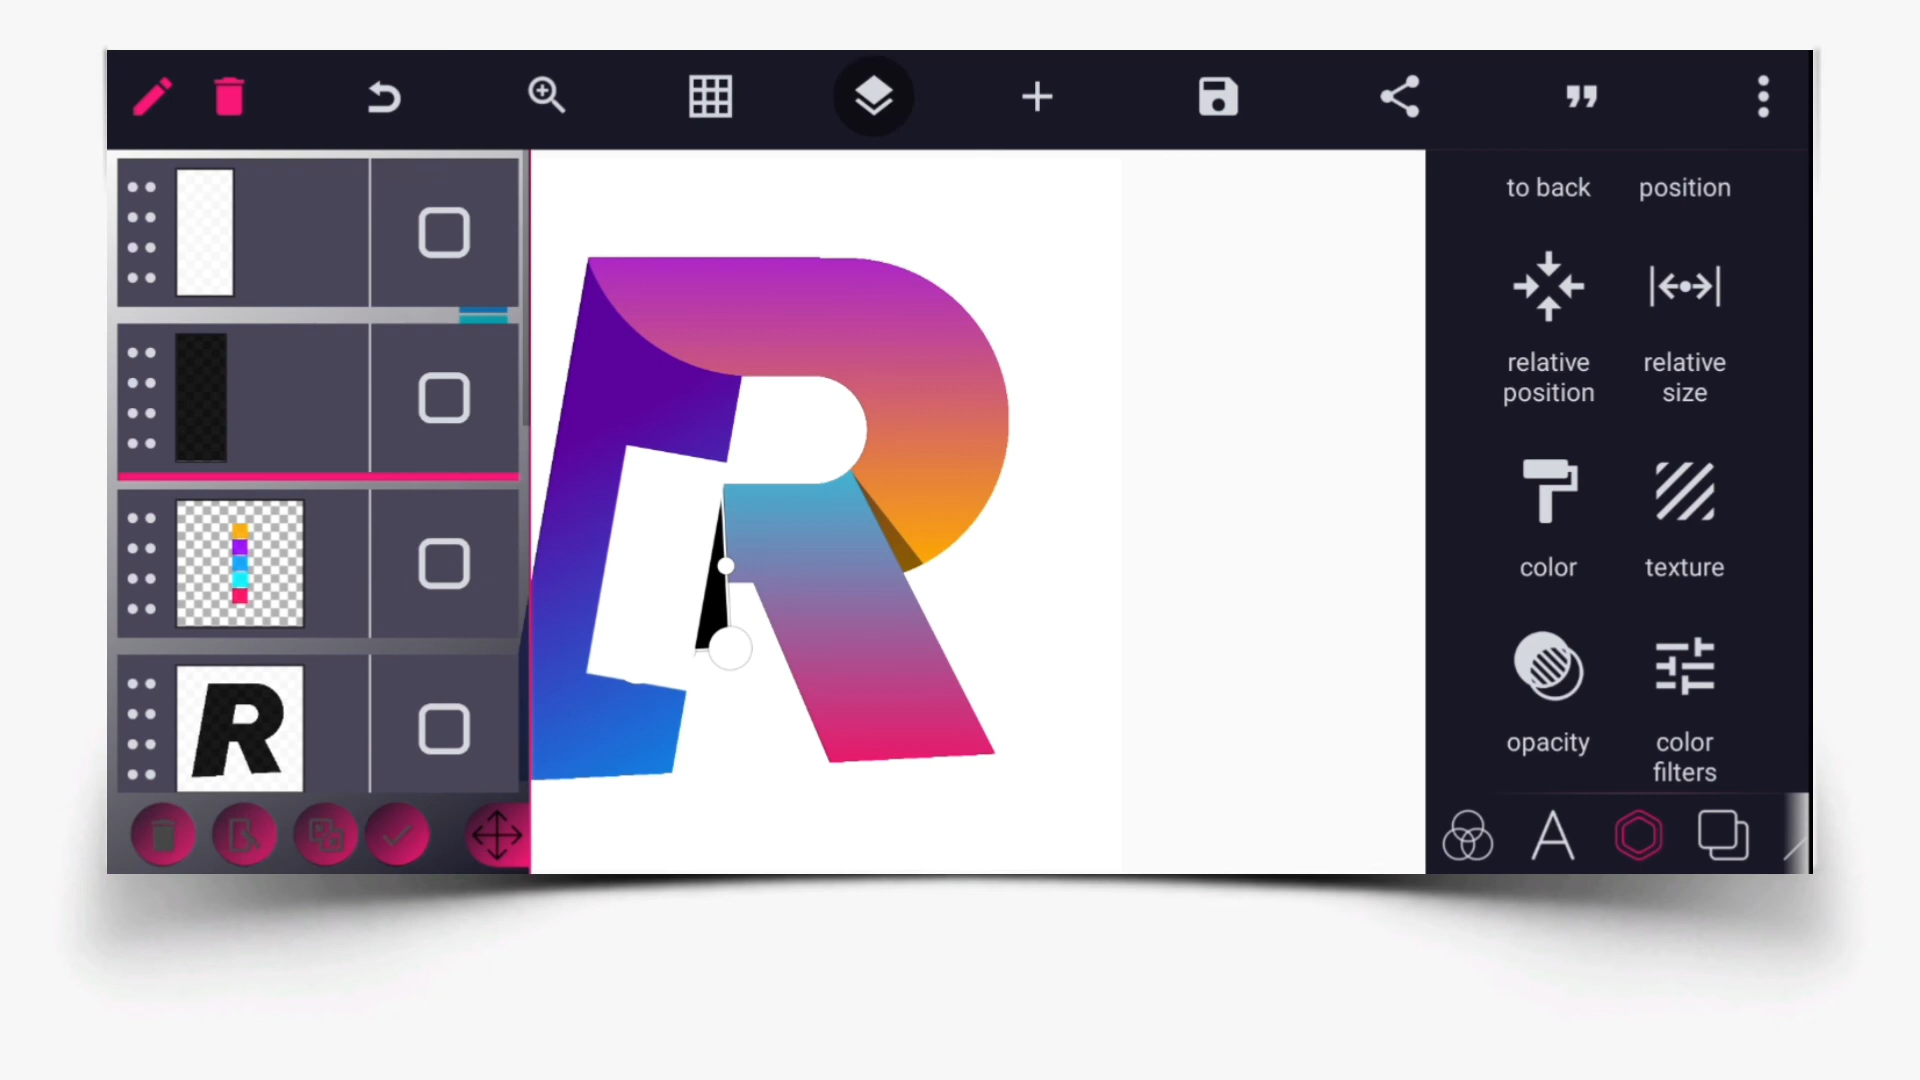 to back
position
relative
position
relative
size
color
texture
opacity
color
filters
A
R
R